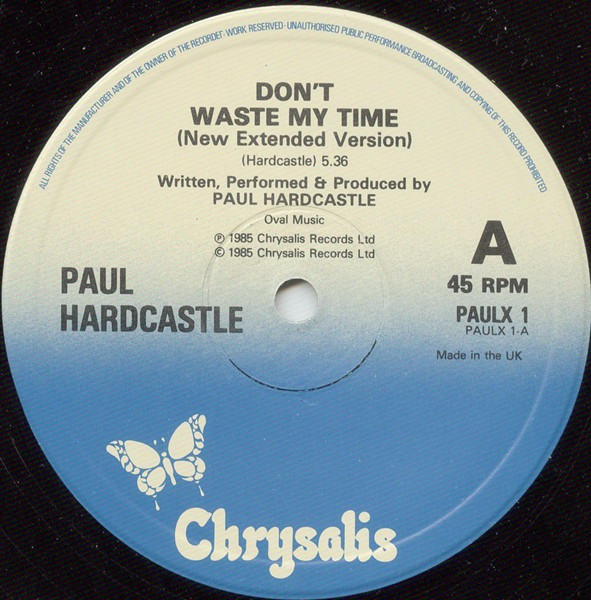 ALL RIGHTS OF THE MANUFACTURER AND OF THE OWNER OF THE RECORDED WORK RESERVED · UNAUTHORISED PUBLIC PERFORMANCE BROADCASTING AND COPYING OF THIS RECORD PROHIBITED
DON'T
WASTE MY TIME
(New Extended Version)
(Hardcastle) 5.36
Written, Performed & Produced by
PAUL HARDCASTLE
Oval Music
℗ 1985 Chrysalis Records Ltd
© 1985 Chrysalis Records Ltd
A
45 RPM
PAULX 1
PAULX 1-A
Made in the UK
PAUL
HARDCASTLE
Chrysalis